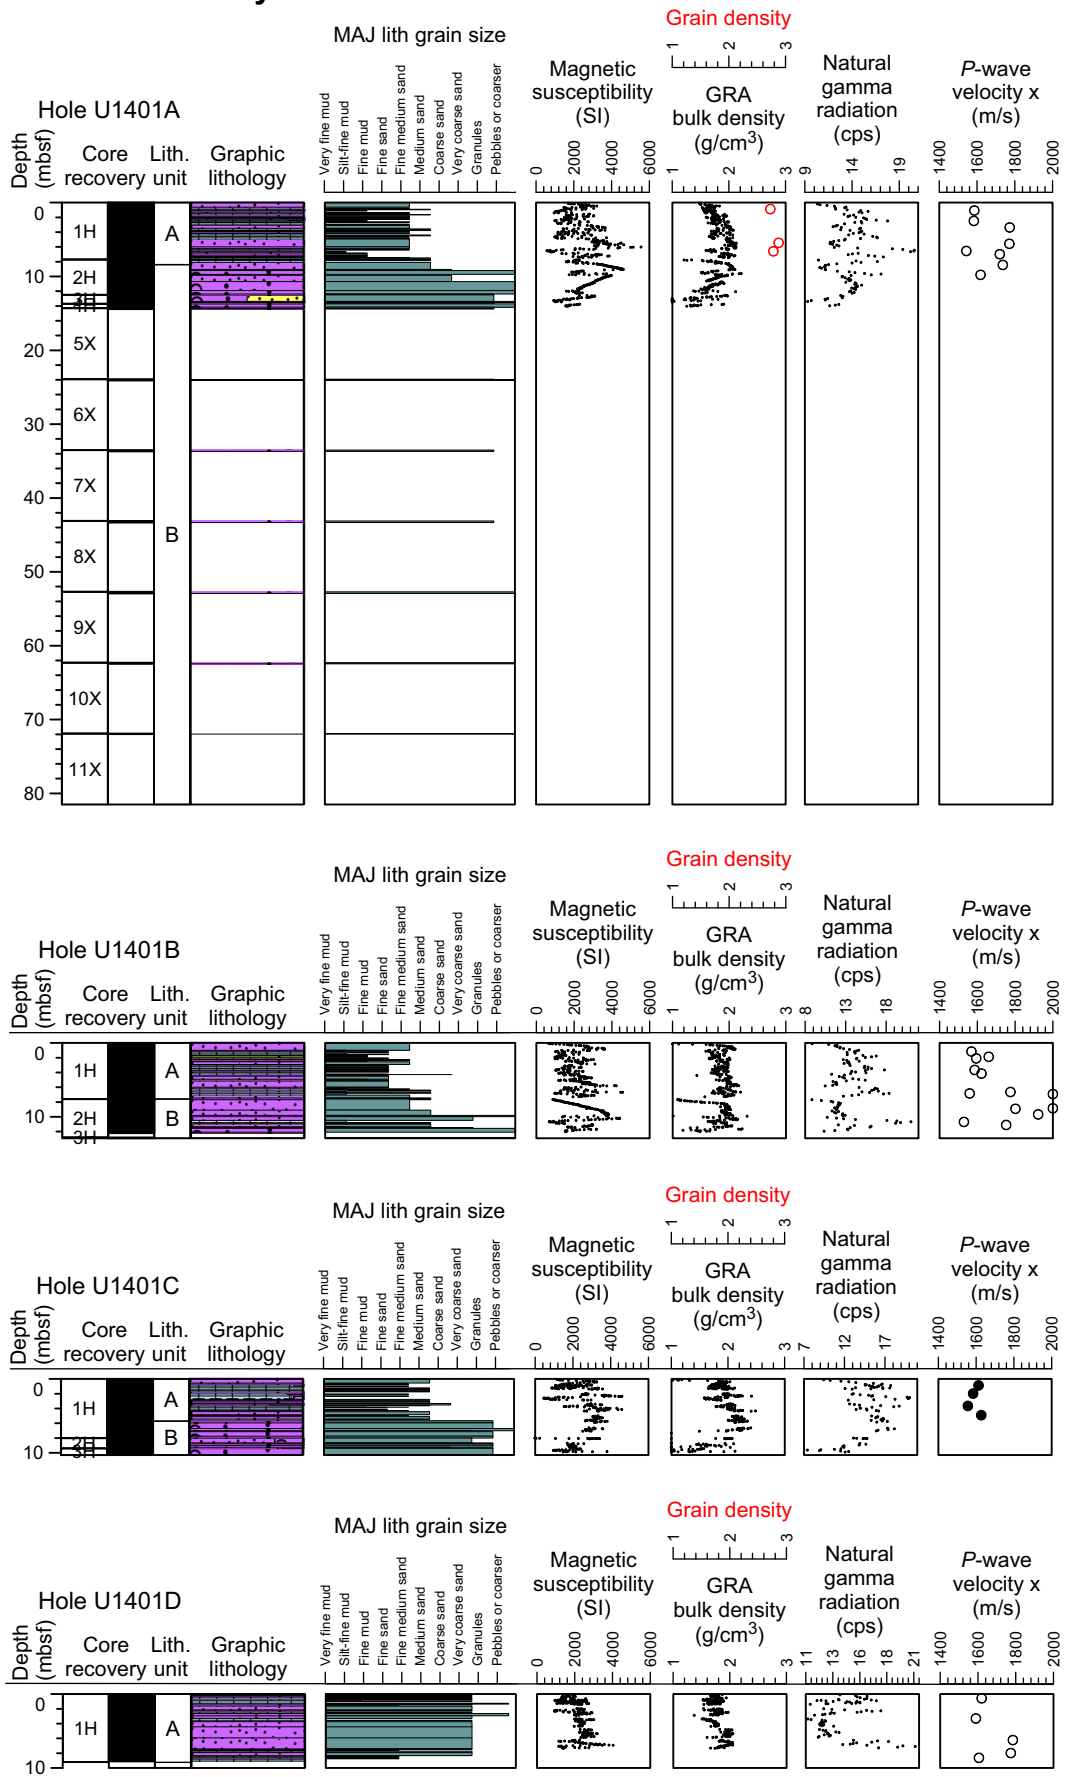 Grain density
1 2 3
MAJ lith grain size
Hole U1401A
Depth (mbsf)
Core recovery
Lith. unit
Graphic lithology
Very fine mud
Silt-fine mud
Fine mud
Fine sand
Fine medium sand
Medium sand
Coarse sand
Very coarse sand
Granules
Pebbles or coarser
Magnetic susceptibility (SI)
0 2000 4000 6000
GRA bulk density (g/cm³)
1 2 3
Natural gamma radiation (cps)
9 14 19
P-wave velocity x (m/s)
1400 1600 1800 2000
0
10
20
30
40
50
60
70
80
1H
2H
3H
4H
5X
6X
7X
8X
9X
10X
11X
A
B
Grain density
1 2 3
MAJ lith grain size
Hole U1401B
Depth (mbsf)
Core recovery
Lith. unit
Graphic lithology
Very fine mud
Silt-fine mud
Fine mud
Fine sand
Fine medium sand
Medium sand
Coarse sand
Very coarse sand
Granules
Pebbles or coarser
Magnetic susceptibility (SI)
0 2000 4000 6000
GRA bulk density (g/cm³)
1 2 3
Natural gamma radiation (cps)
8 13 18
P-wave velocity x (m/s)
1400 1600 1800 2000
0
10
1H
2H
3H
A
B
Grain density
1 2 3
MAJ lith grain size
Hole U1401C
Depth (mbsf)
Core recovery
Lith. unit
Graphic lithology
Very fine mud
Silt-fine mud
Fine mud
Fine sand
Fine medium sand
Medium sand
Coarse sand
Very coarse sand
Granules
Pebbles or coarser
Magnetic susceptibility (SI)
0 2000 4000 6000
GRA bulk density (g/cm³)
1 2 3
Natural gamma radiation (cps)
7 12 17
P-wave velocity x (m/s)
1400 1600 1800 2000
0
10
1H
2H
3H
A
B
Grain density
1 2 3
MAJ lith grain size
Hole U1401D
Depth (mbsf)
Core recovery
Lith. unit
Graphic lithology
Very fine mud
Silt-fine mud
Fine mud
Fine sand
Fine medium sand
Medium sand
Coarse sand
Very coarse sand
Granules
Pebbles or coarser
Magnetic susceptibility (SI)
0 2000 4000 6000
GRA bulk density (g/cm³)
1 2 3
Natural gamma radiation (cps)
11 13 16 18 21
P-wave velocity x (m/s)
1400 1600 1800 2000
0
10
1H
A